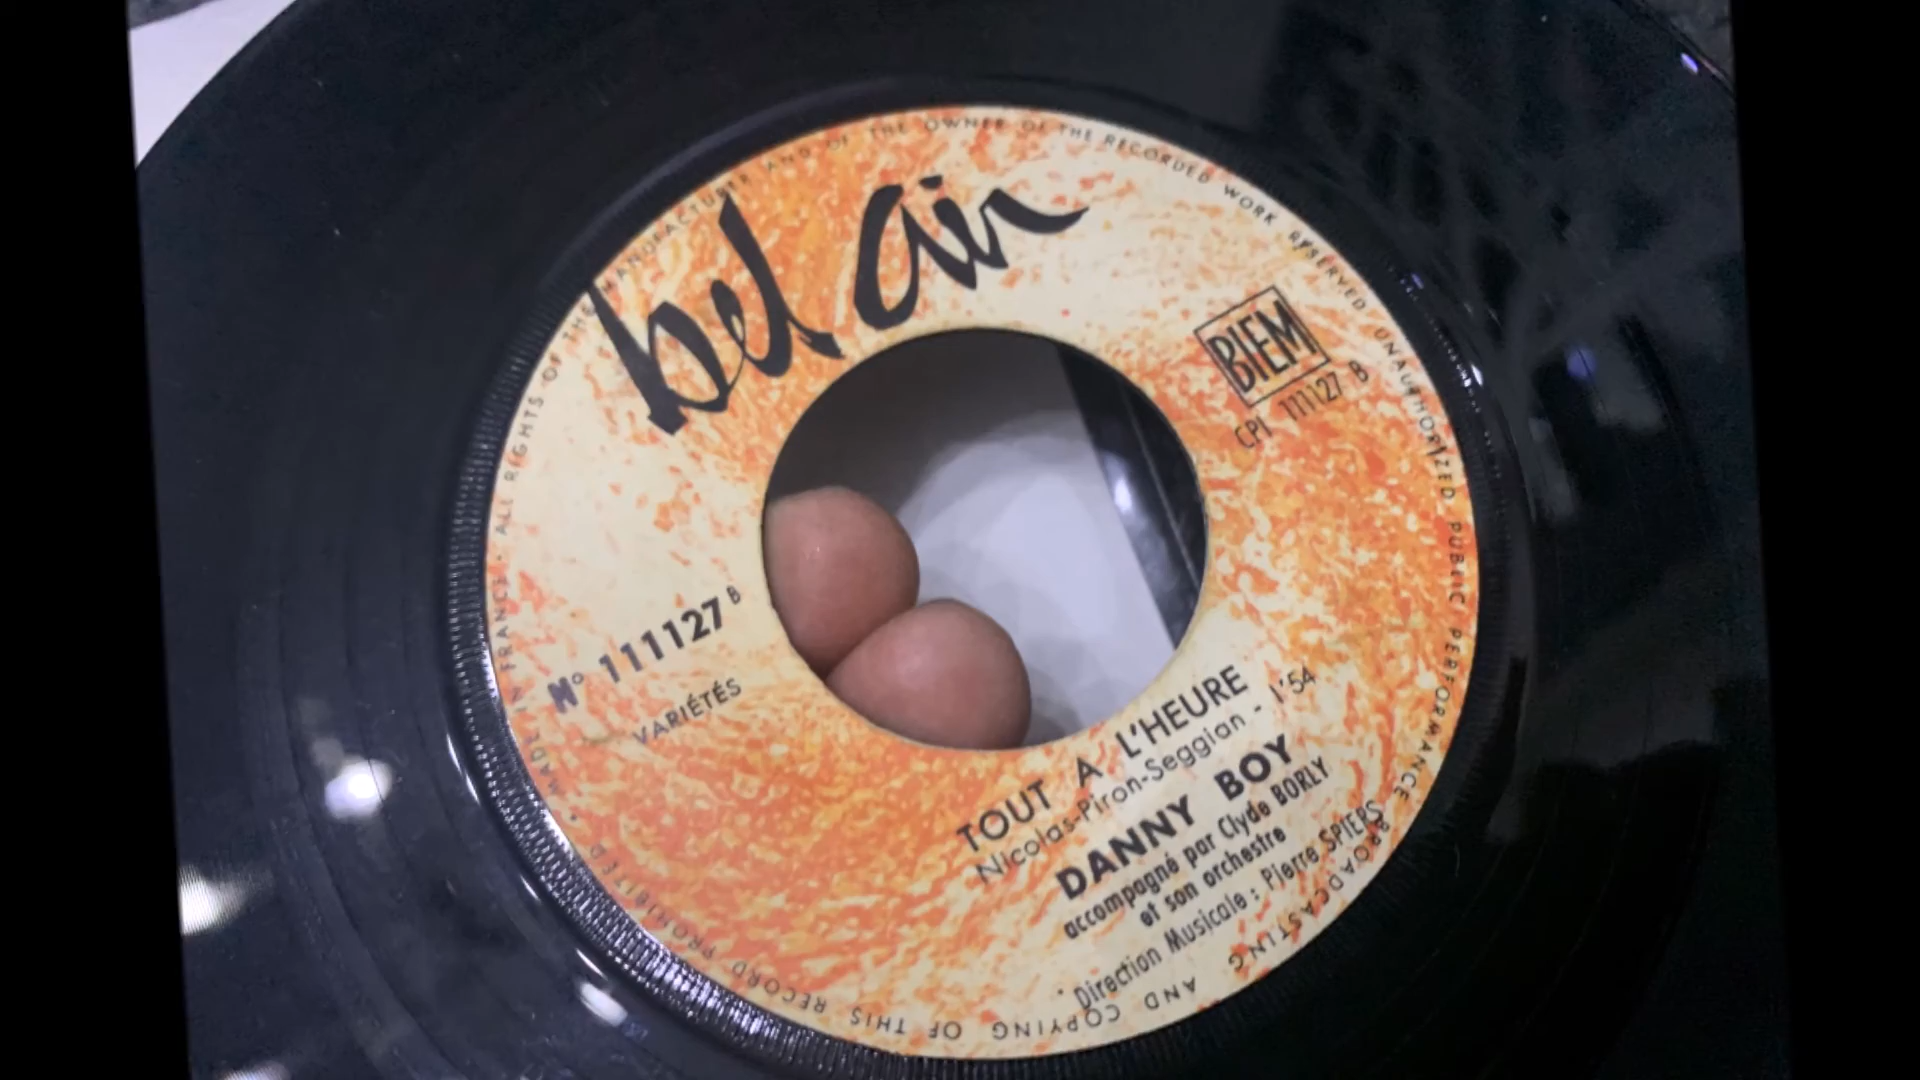 bel air
BIEM
CPI 111127 B
N° 111127 B
VARIÉTÉS
TOUT A L'HEURE
Nicolas-Piron-Seggian - 1'54
DANNY BOY
accompagné par Clyde BORLY
et son orchestre
Direction Musicale : Pierre SPIERS
• MADE IN FRANCE • ALL RIGHTS OF THE MANUFACTURER AND OF THE OWNER OF THE RECORDED WORK RESERVED UNAUTHORIZED PUBLIC PERFORMANCE BROADCASTING AND COPYING OF THIS RECORD PROHIBITED